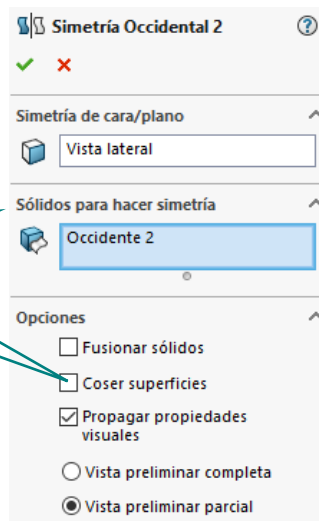 Simetría Occidental 2
Simetría de cara/plano
Vista lateral
Sólidos para hacer simetría
Occidente 2
Opciones
Fusionar sólidos
Coser superficies
Propagar propiedades
visuales
Vista preliminar completa
Vista preliminar parcial